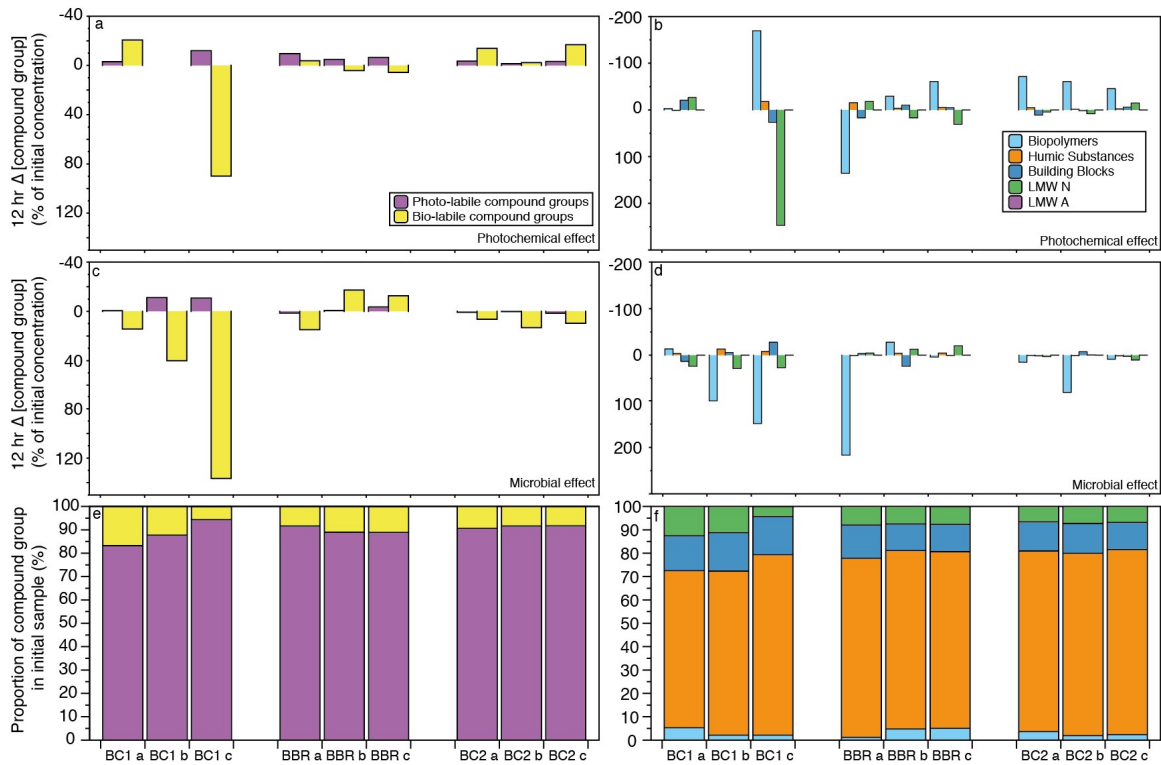 12 hr Δ [compound group]
(% of initial concentration)
a
-40
0
40
80
120
Photo-labile compound groups
Bio-labile compound groups
Photochemical effect
b
-200
-100
0
100
200
Biopolymers
Humic Substances
Building Blocks
LMW N
LMW A
Photochemical effect
12 hr Δ [compound group]
(% of initial concentration)
c
-40
0
40
80
120
Microbial effect
d
-200
-100
0
100
200
Microbial effect
Proportion of compound group
in initial sample (%)
e
100
90
80
70
60
50
40
30
20
10
0
BC1 a BC1 b BC1 c BBR a BBR b BBR c BC2 a BC2 b BC2 c
f
100
90
80
70
60
50
40
30
20
10
0
BC1 a BC1 b BC1 c BBR a BBR b BBR c BC2 a BC2 b BC2 c